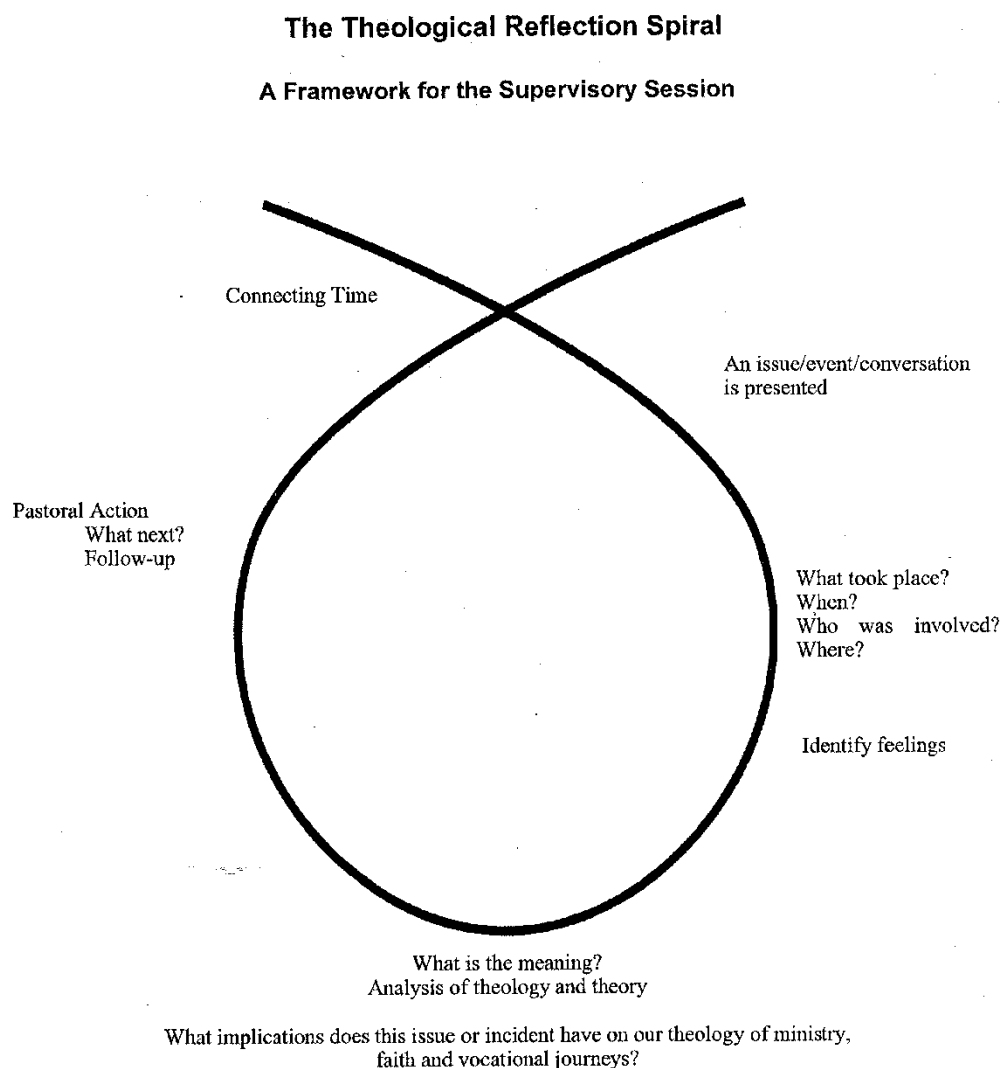 The Theological Reflection Spiral
A Framework for the Supervisory Session
Connecting Time
An issue/event/conversation
is presented
Pastoral Action
What next?
Follow-up
What took place?
When?
Who was involved?
Where?
Identify feelings
What is the meaning?
Analysis of theology and theory
What implications does this issue or incident have on our theology of ministry,
faith and vocational journeys?